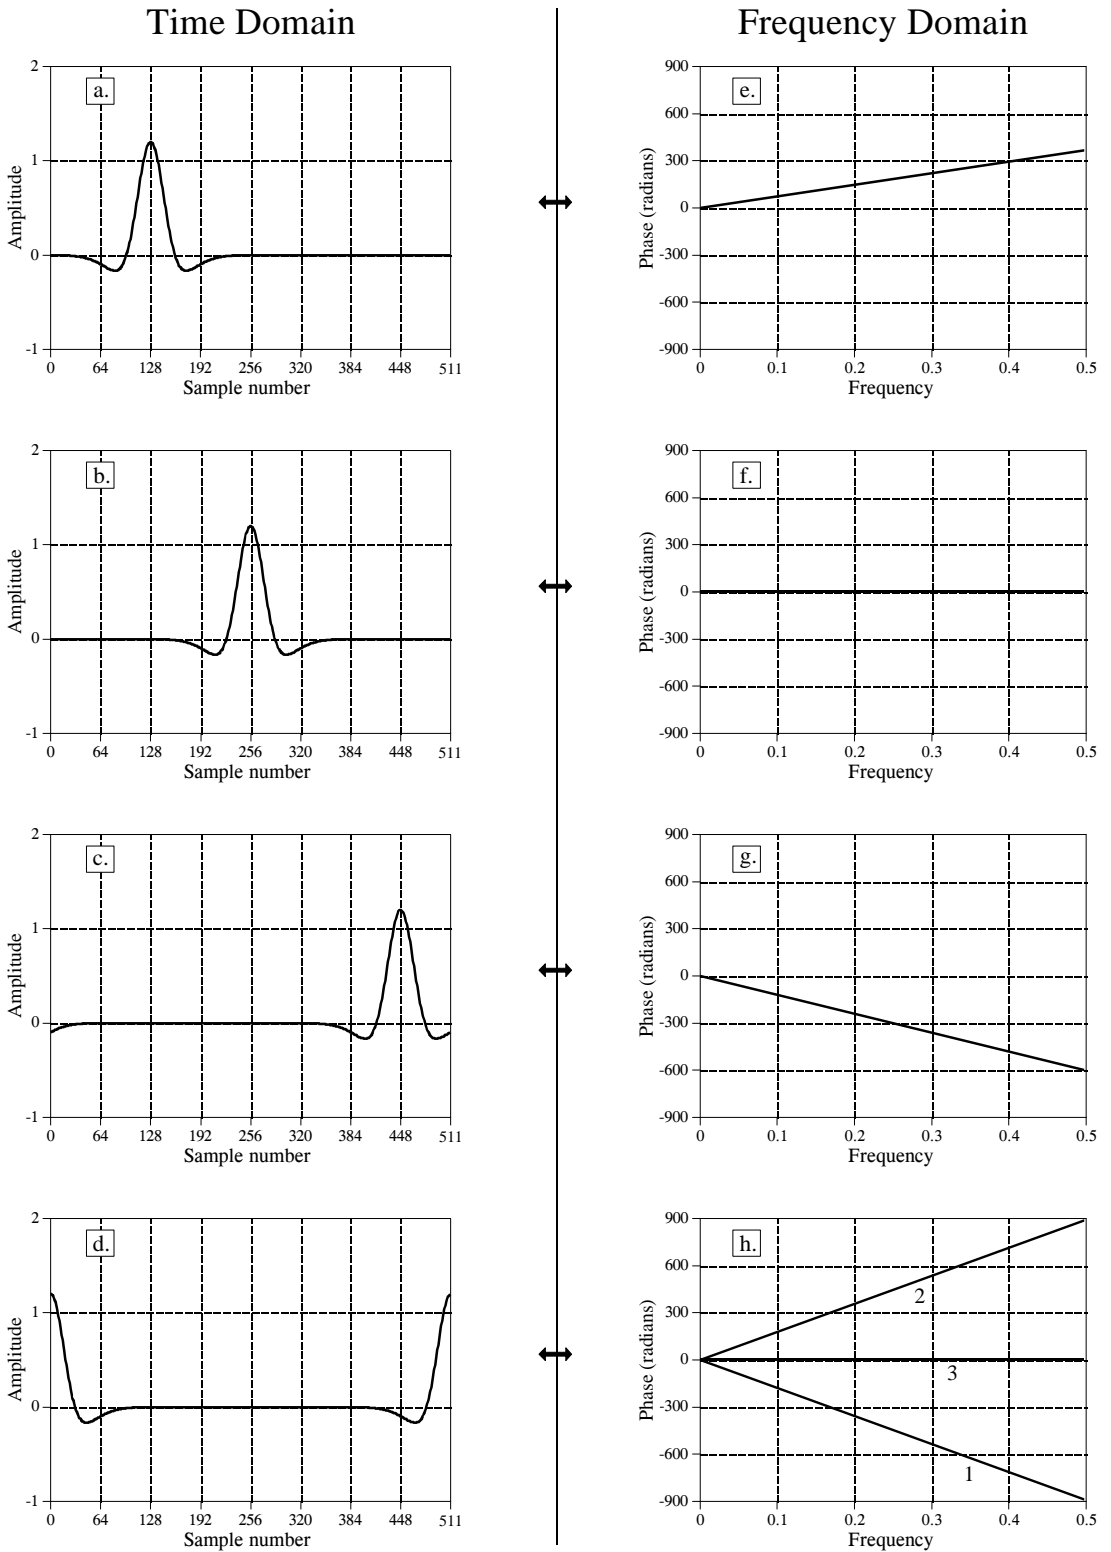 Time Domain
Frequency Domain
a.
2
1
0
-1
Amplitude
0 64 128 192 256 320 384 448 511
Sample number
e.
900
600
300
0
-300
-600
-900
Phase (radians)
0 0.1 0.2 0.3 0.4 0.5
Frequency
b.
2
1
0
-1
Amplitude
0 64 128 192 256 320 384 448 511
Sample number
f.
900
600
300
0
-300
-600
-900
Phase (radians)
0 0.1 0.2 0.3 0.4 0.5
Frequency
c.
2
1
0
-1
Amplitude
0 64 128 192 256 320 384 448 511
Sample number
g.
900
600
300
0
-300
-600
-900
Phase (radians)
0 0.1 0.2 0.3 0.4 0.5
Frequency
d.
2
1
0
-1
Amplitude
0 64 128 192 256 320 384 448 511
Sample number
h.
900
600
300
0
-300
-600
-900
Phase (radians)
2
3
1
0 0.1 0.2 0.3 0.4 0.5
Frequency